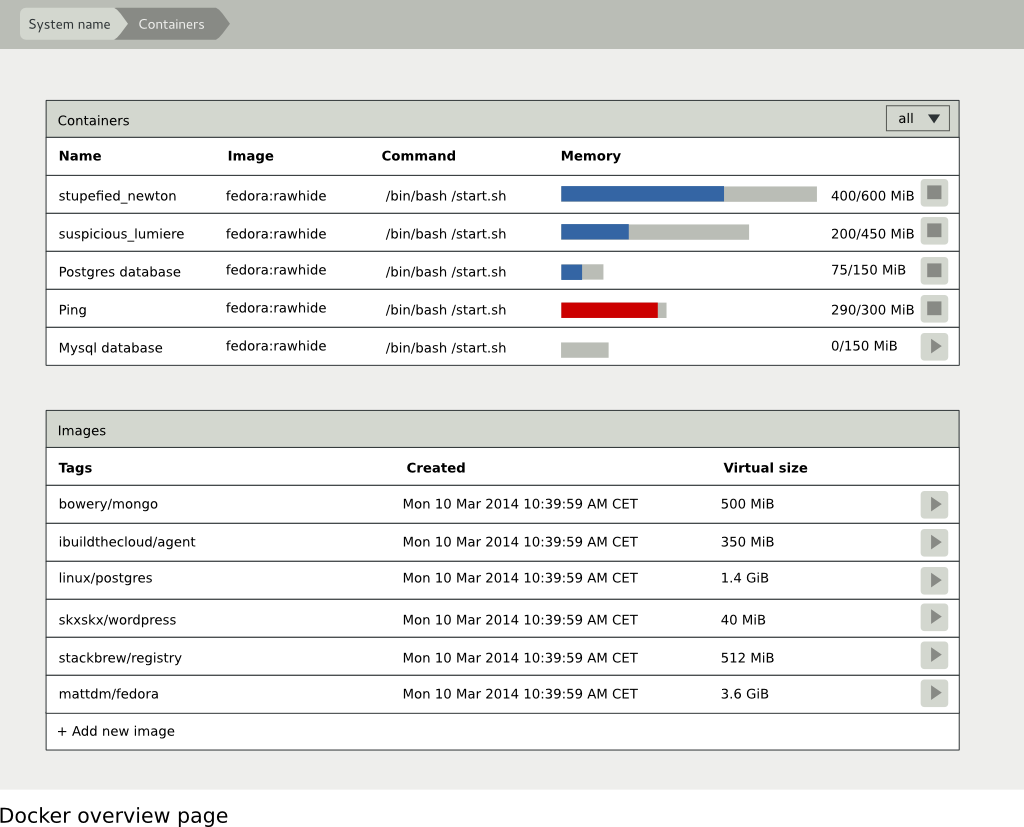 System name Containers
Containers all
Name Image Command Memory
stupefied_newton fedora:rawhide /bin/bash /start.sh 400/600 MiB
suspicious_lumiere fedora:rawhide /bin/bash /start.sh 200/450 MiB
Postgres database fedora:rawhide /bin/bash /start.sh 75/150 MiB
Ping fedora:rawhide /bin/bash /start.sh 290/300 MiB
Mysql database fedora:rawhide /bin/bash /start.sh 0/150 MiB
Images
Tags Created Virtual size
bowery/mongo Mon 10 Mar 2014 10:39:59 AM CET 500 MiB
ibuildthecloud/agent Mon 10 Mar 2014 10:39:59 AM CET 350 MiB
linux/postgres Mon 10 Mar 2014 10:39:59 AM CET 1.4 GiB
skxskx/wordpress Mon 10 Mar 2014 10:39:59 AM CET 40 MiB
stackbrew/registry Mon 10 Mar 2014 10:39:59 AM CET 512 MiB
mattdm/fedora Mon 10 Mar 2014 10:39:59 AM CET 3.6 GiB
+ Add new image
Docker overview page